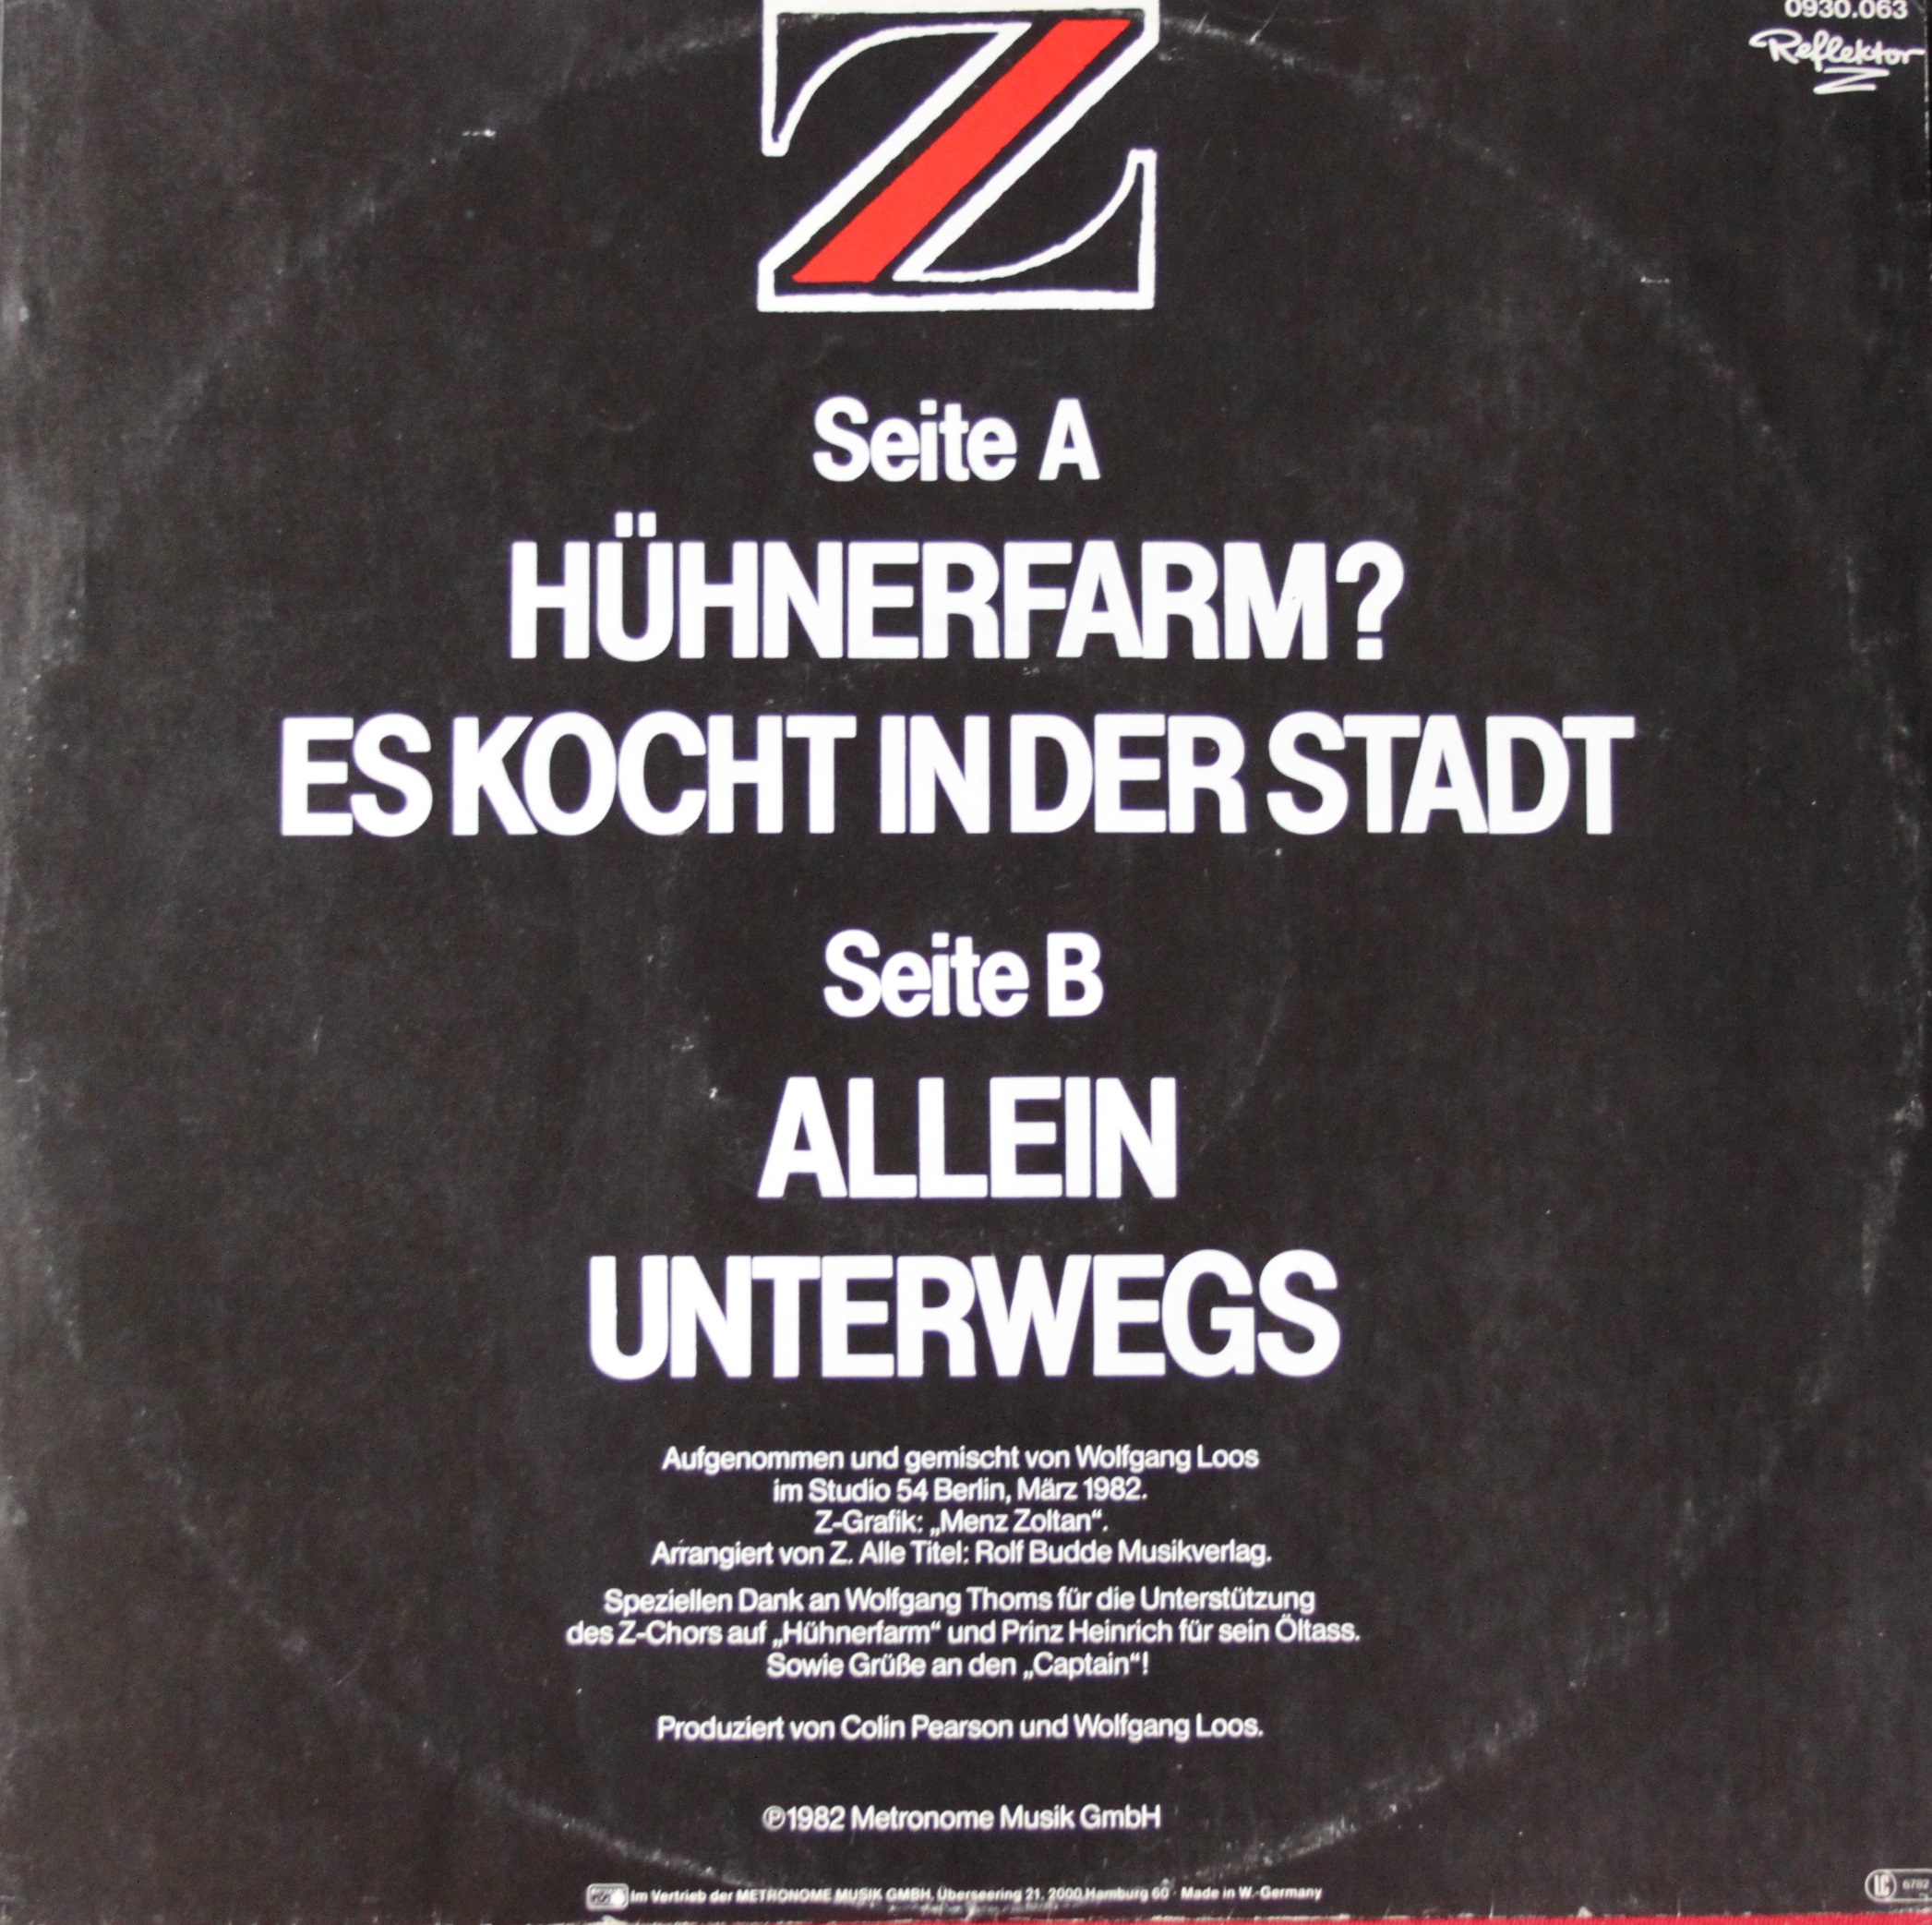 0930.063
Reflektor
Z
Z
Seite A
HÜHNERFARM?
ES KOCHT IN DER STADT
Seite B
ALLEIN
UNTERWEGS
Aufgenommen und gemischt von Wolfgang Loos
im Studio 54 Berlin, März 1982.
Z-Grafik: „Menz Zoltan“.
Arrangiert von Z. Alle Titel: Rolf Budde Musikverlag.
Speziellen Dank an Wolfgang Thoms für die Unterstützung
des Z-Chors auf „Hühnerfarm“ und Prinz Heinrich für sein Öltass.
Sowie Grüße an den „Captain“!
Produziert von Colin Pearson und Wolfgang Loos.
℗1982 Metronome Musik GmbH
Im Vertrieb der METRONOME MUSIK GMBH, Überseering 21, 2000 Hamburg 60 · Made in W.-Germany
LC 6782